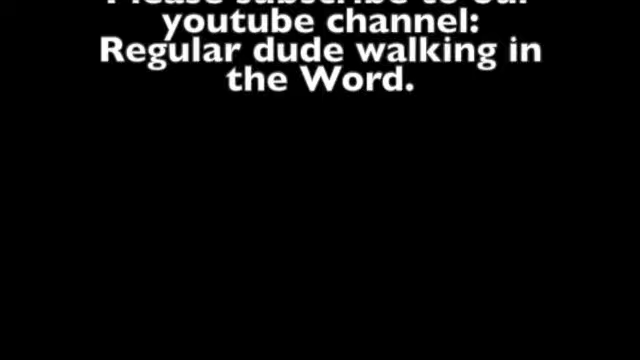 Please subscribe to our
youtube channel:
Regular dude walking in
the Word.